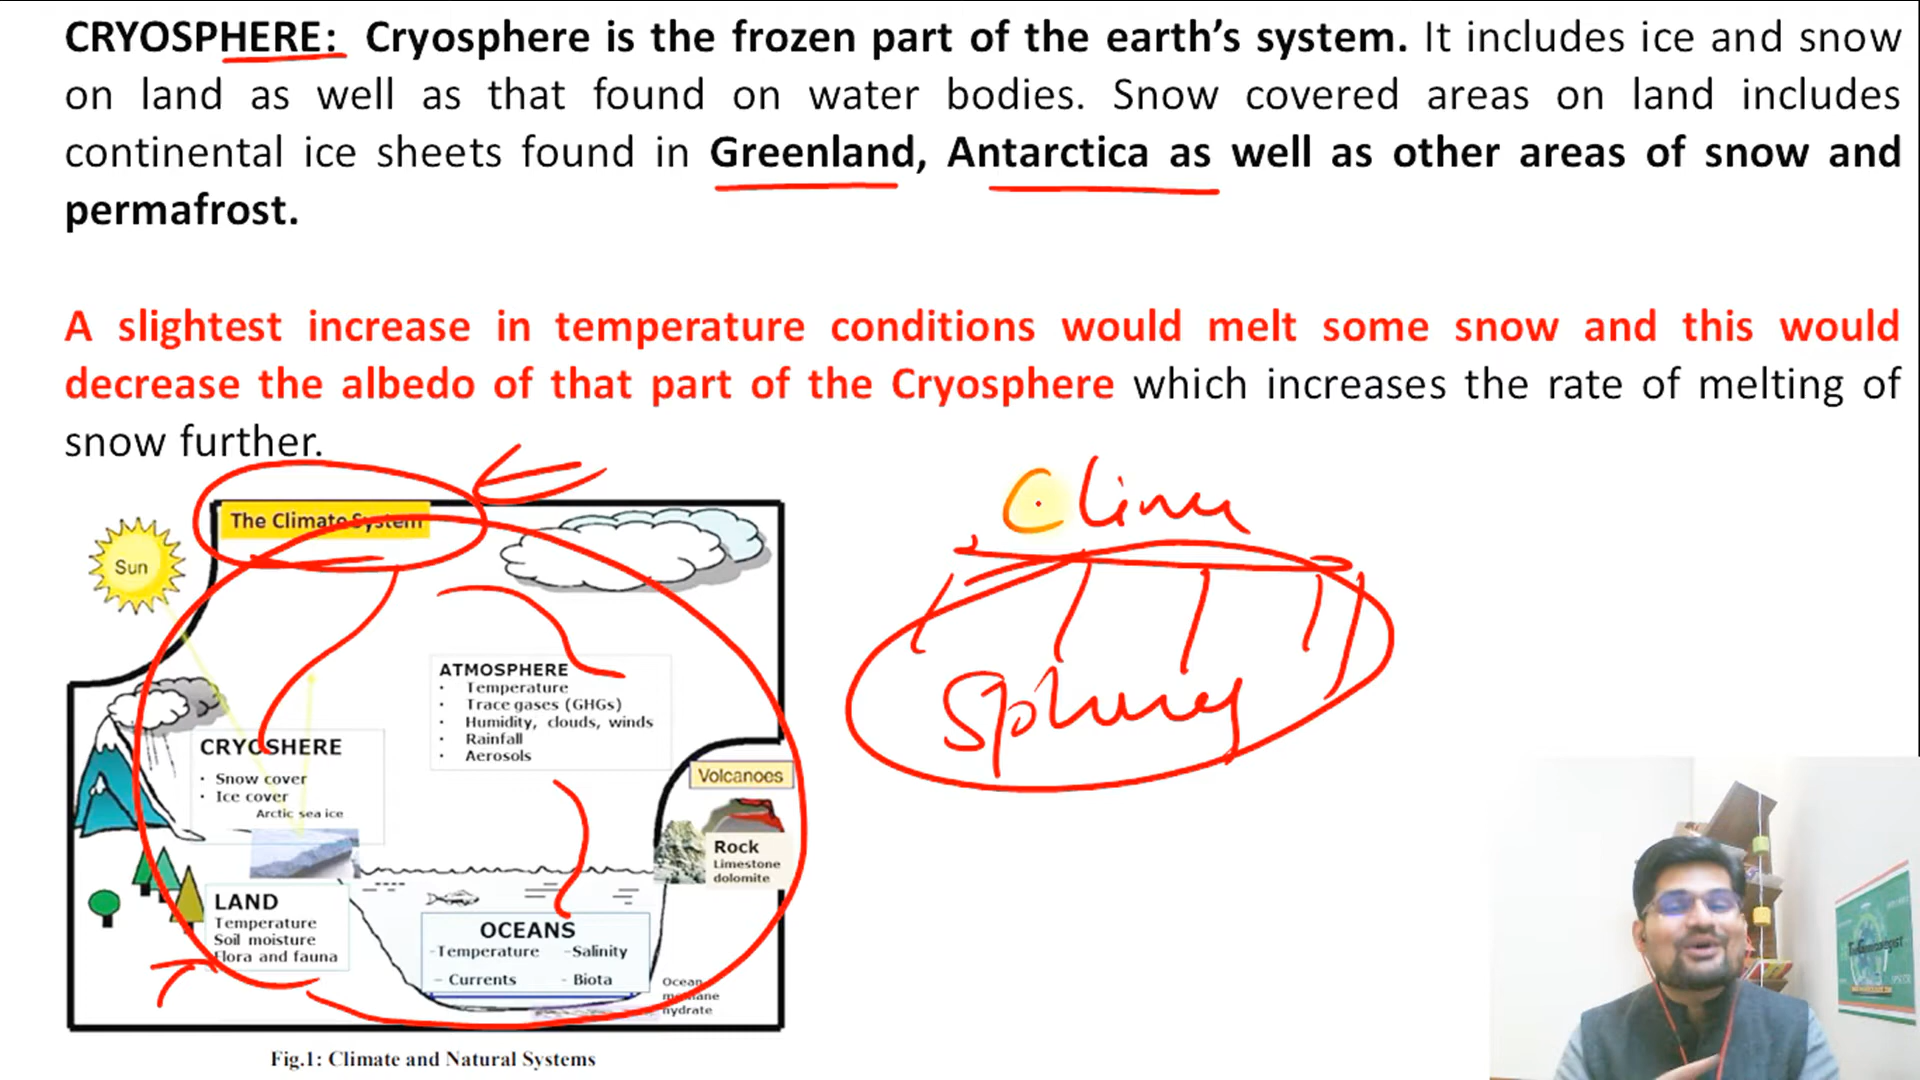 CRYOSPHERE: Cryosphere is the frozen part of the earth's system. It includes ice and snow
on land as well as that found on water bodies. Snow covered areas on land includes
continental ice sheets found in Greenland, Antarctica as well as other areas of snow and
permafrost.
A slightest increase in temperature conditions would melt some snow and this would
decrease the albedo of that part of the Cryosphere which increases the rate of melting of
snow further.
The Climate System
Sun
ATMOSPHERE
· Temperature
· Trace gases (GHGs)
· Humidity, clouds, winds
· Rainfall
· Aerosols
CRYOSHERE
· Snow cover
· Ice cover
Arctic sea ice
Volcanoes
Rock
Limestone
dolomite
LAND
Temperature
Soil moisture
Flora and fauna
OCEANS
-Temperature -Salinity
- Currents - Biota
Ocean
hydrate
Fig.1: Climate and Natural Systems